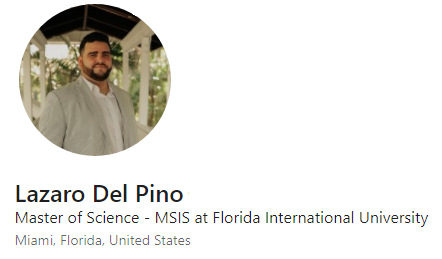 Lazaro Del Pino
Master of Science - MSIS at Florida International University
Miami, Florida, United States